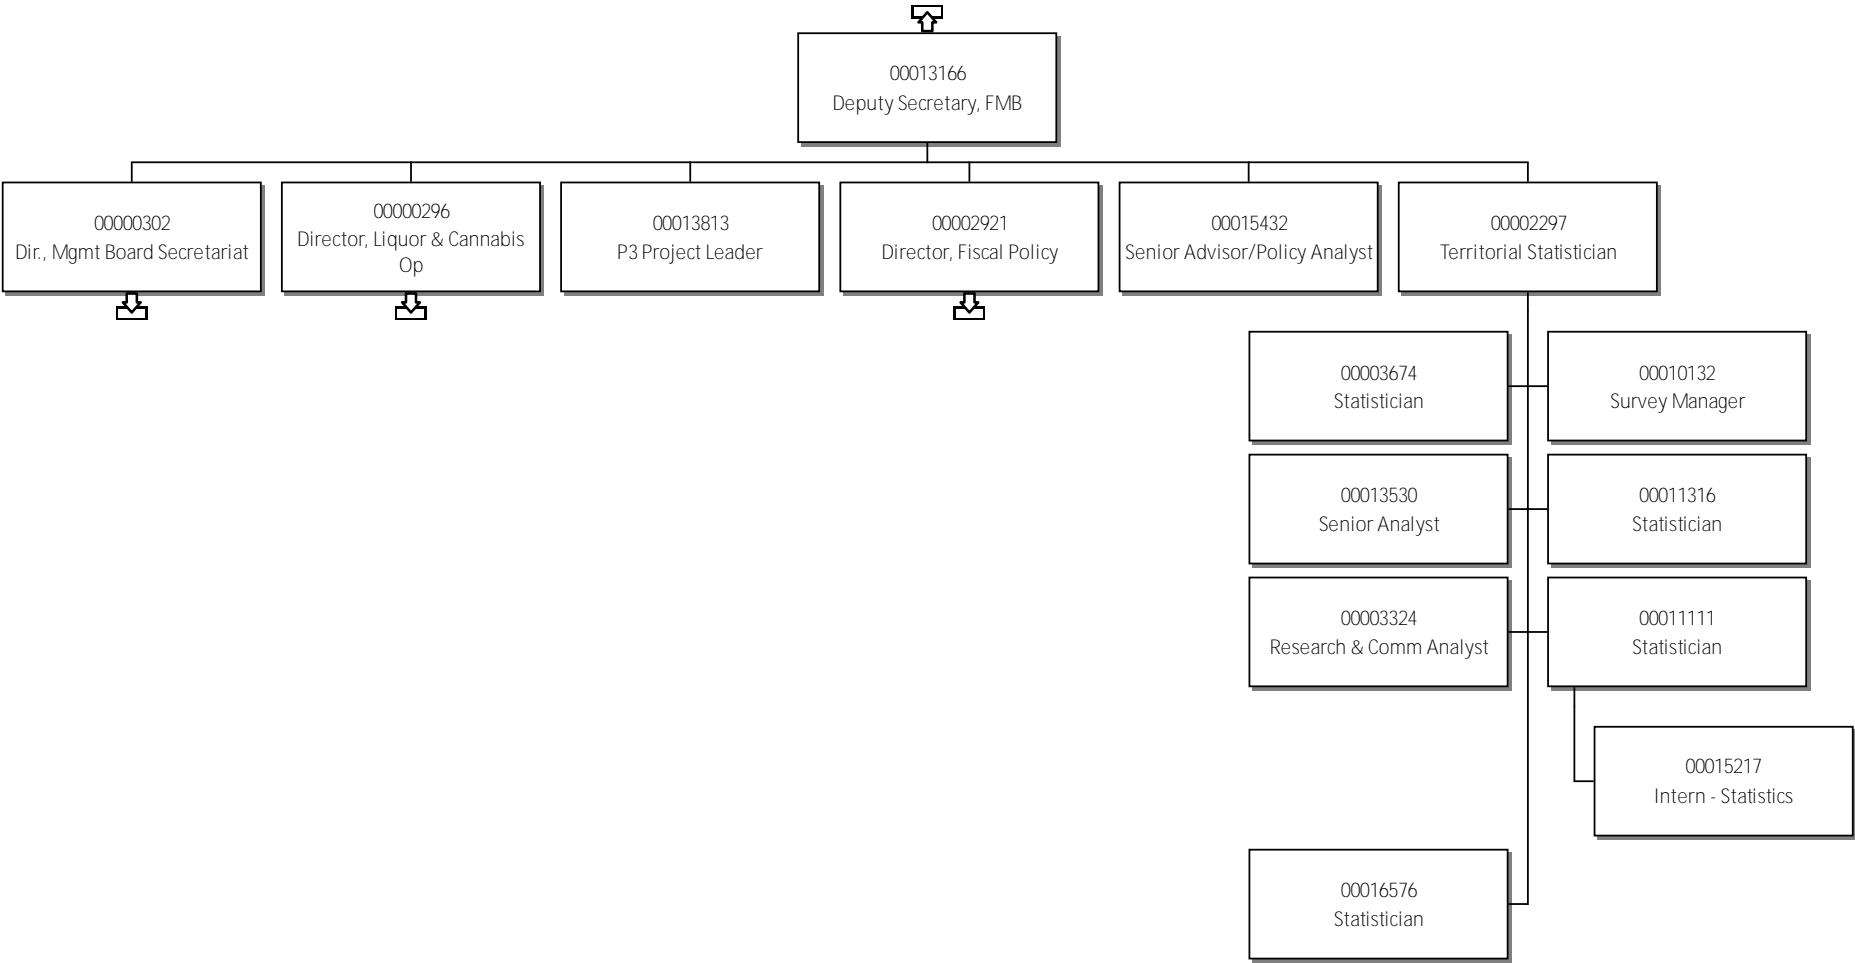 00013166
Deputy Secretary, FMB
00000302
Dir., Mgmt Board Secretariat
00000296
Director, Liquor & Cannabis
Op
00013813
P3 Project Leader
00002921
Director, Fiscal Policy
00015432
Senior Advisor/Policy Analyst
00002297
Territorial Statistician
00003674
Statistician
00010132
Survey Manager
00013530
Senior Analyst
00011316
Statistician
00003324
Research & Comm Analyst
00011111
Statistician
00015217
Intern - Statistics
00016576
Statistician